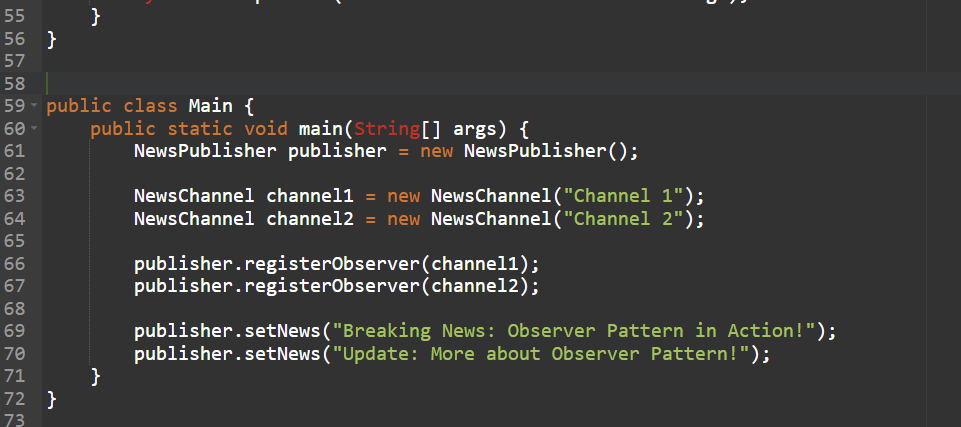 55 }
56 }
57
58
59 public class Main {
60 public static void main(String[] args) {
61 NewsPublisher publisher = new NewsPublisher();
62
63 NewsChannel channel1 = new NewsChannel("Channel 1");
64 NewsChannel channel2 = new NewsChannel("Channel 2");
65
66 publisher.registerObserver(channel1);
67 publisher.registerObserver(channel2);
68
69 publisher.setNews("Breaking News: Observer Pattern in Action!");
70 publisher.setNews("Update: More about Observer Pattern!");
71 }
72 }
73